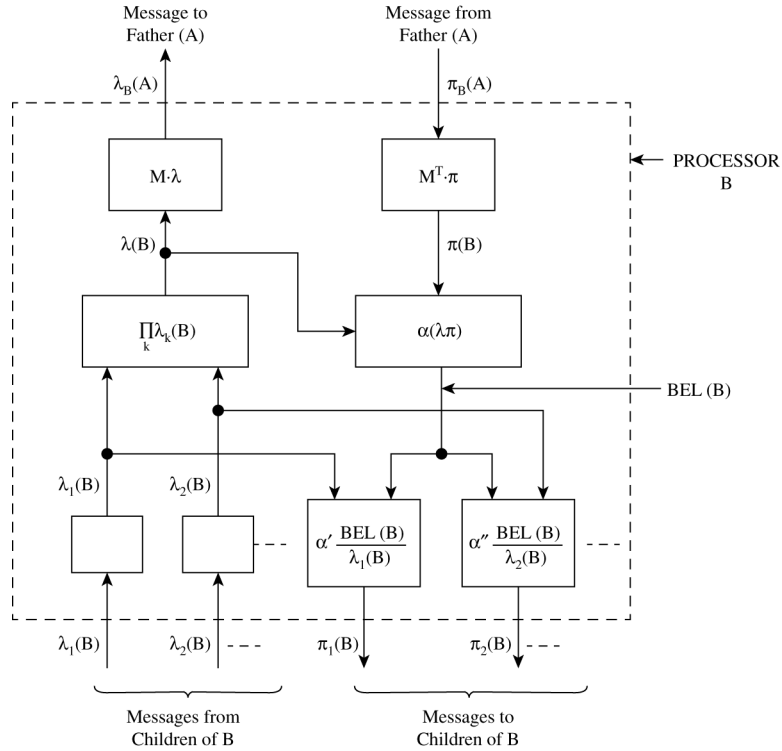 Message to
Father (A)
Message from
Father (A)
λB(A)
πB(A)
PROCESSOR
B
M·λ
Mᵀ·π
λ(B)
π(B)
∏λk(B)
k
α(λπ)
BEL (B)
λ1(B)
λ2(B)
α′ BEL (B)
λ1(B)
α″ BEL (B)
λ2(B)
λ1(B)
λ2(B)
π1(B)
π2(B)
Messages from
Children of B
Messages to
Children of B